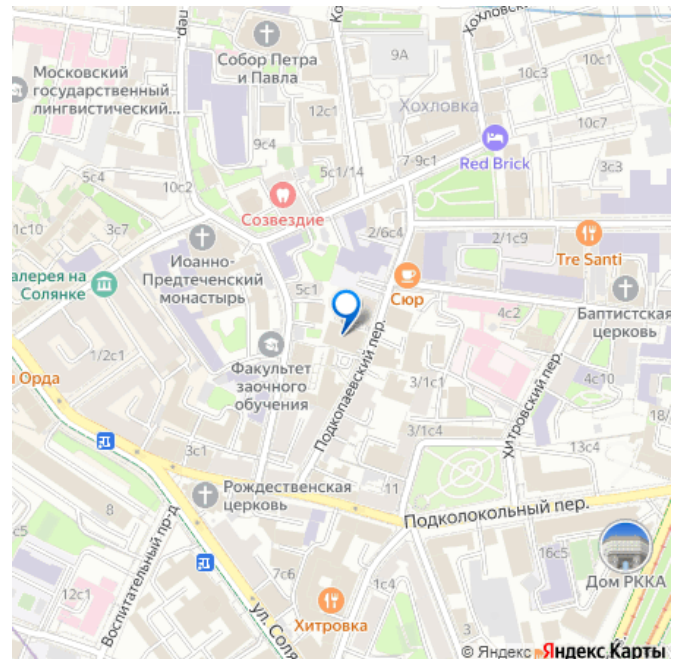 пер.
Ко
Хохловский
Собор Петра
и Павла
9А
10с1
10с3
Московский
государственный
лингвистический...
12с1
Хохловка
10с7
9с4
7-9с1
Red Brick
5с4
5с1/14
3с3
10с2
Созвездие
1с10
3с7
2/6с4
2/1с9
Иоанно-
Предтеченский
монастырь
Tre Santi
алерея на
Солянке
5с1
Сюр
4с2
Баптистская
церковь
1/2с1
Факультет
заочного
обучения
Подкопаевский пер.
Хитровский пер.
Орда
3/1с1
4с10
18/
3/1с4
3с1
13с4
Рождественская
церковь
11
8
Подколокольный пер.
с5
Воспитательный пр-д
16с5
7с6
1с4
Дом РККА
ул. Соля
Хитровка
© Яндекс
Яндекс Карты